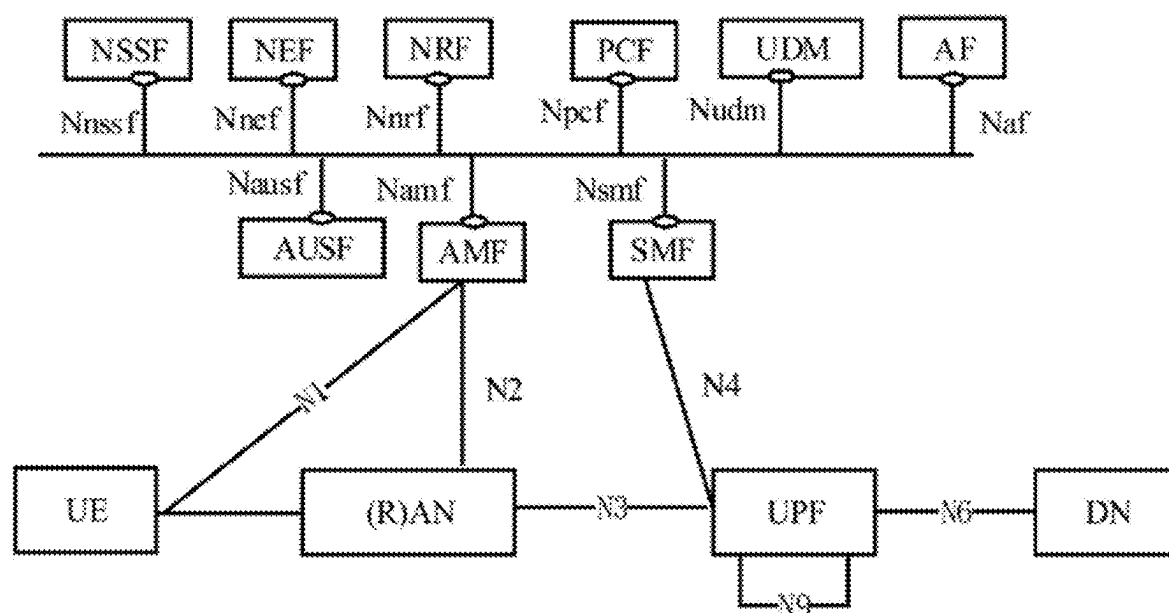 NSSF NEF NRF PCF UDM AF
Nnssf Nnef Nnrf Npcf Nudm Naf
Nausf Namf Nsmf
AUSF AMF SMF
N1 N2 N4
UE (R)AN N3 UPF N6 DN
N9